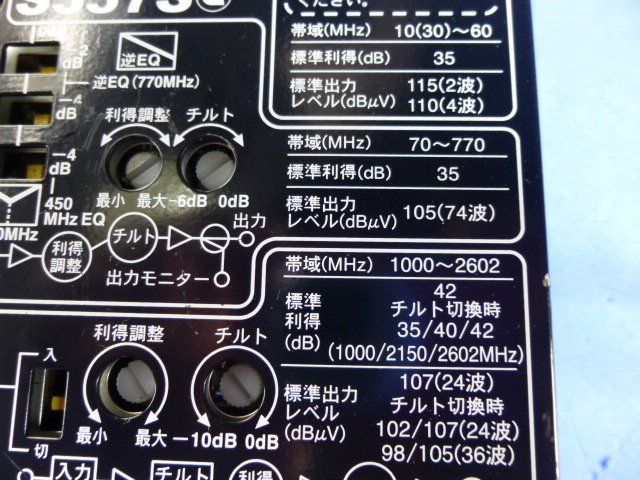 ください。
帯域(MHz) 10(30)～60
標準利得(dB) 35
標準出力
レベル(dBμV)
115(2波)
110(4波)
帯域(MHz) 70～770
標準利得(dB) 35
標準出力
レベル(dBμV)
105(74波)
帯域(MHz) 1000～2602
標準
利得
(dB)
42
チルト切換時
35/40/42
(1000/2150/2602MHz)
標準出力
レベル
(dBμV)
107(24波)
チルト切換時
102/107(24波)
98/105(36波)
0dB
-2
dB
逆EQ
逆EQ(770MHz)
-4
dB
-4
dB
450
MHz EQ
0MHz
利得調整
チルト
最小 最大
-6dB 0dB
利得
調整
チルト
出力
出力モニター
利得調整
チルト
入
切
最小 最大
-10dB 0dB
入力
チルト
利得